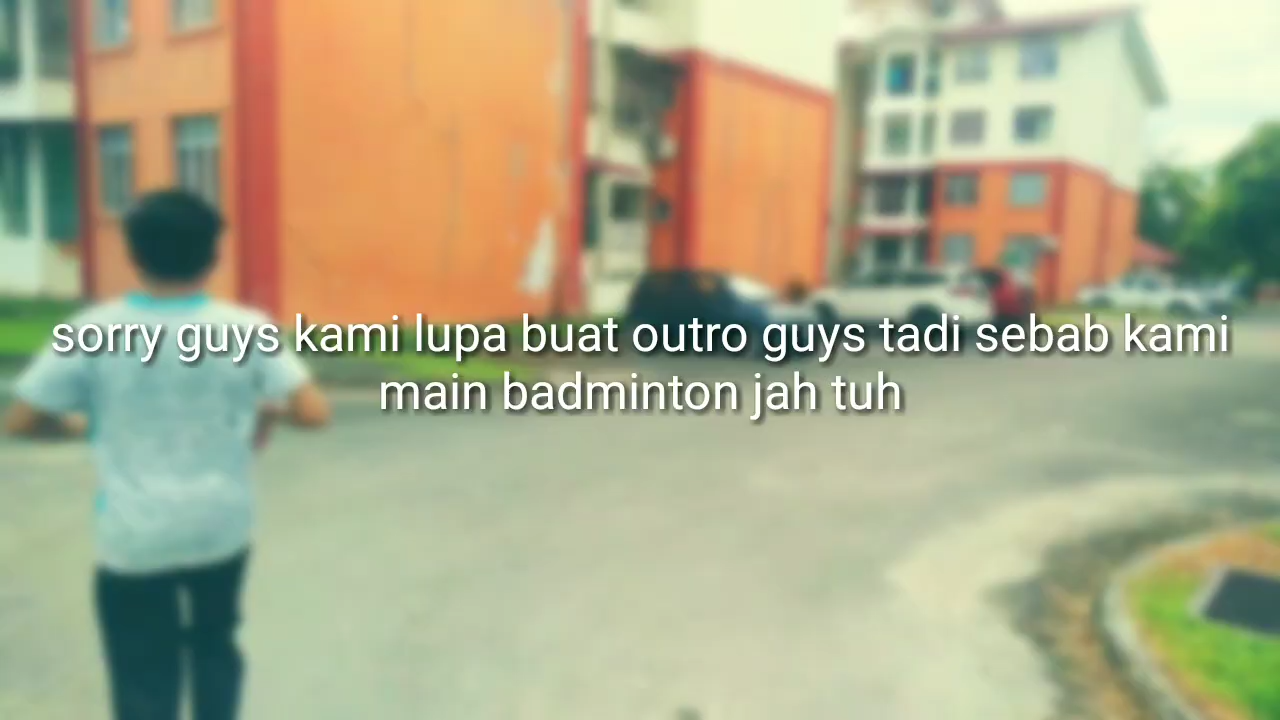 sorry guys kami lupa buat outro guys tadi sebab kami
main badminton jah tuh